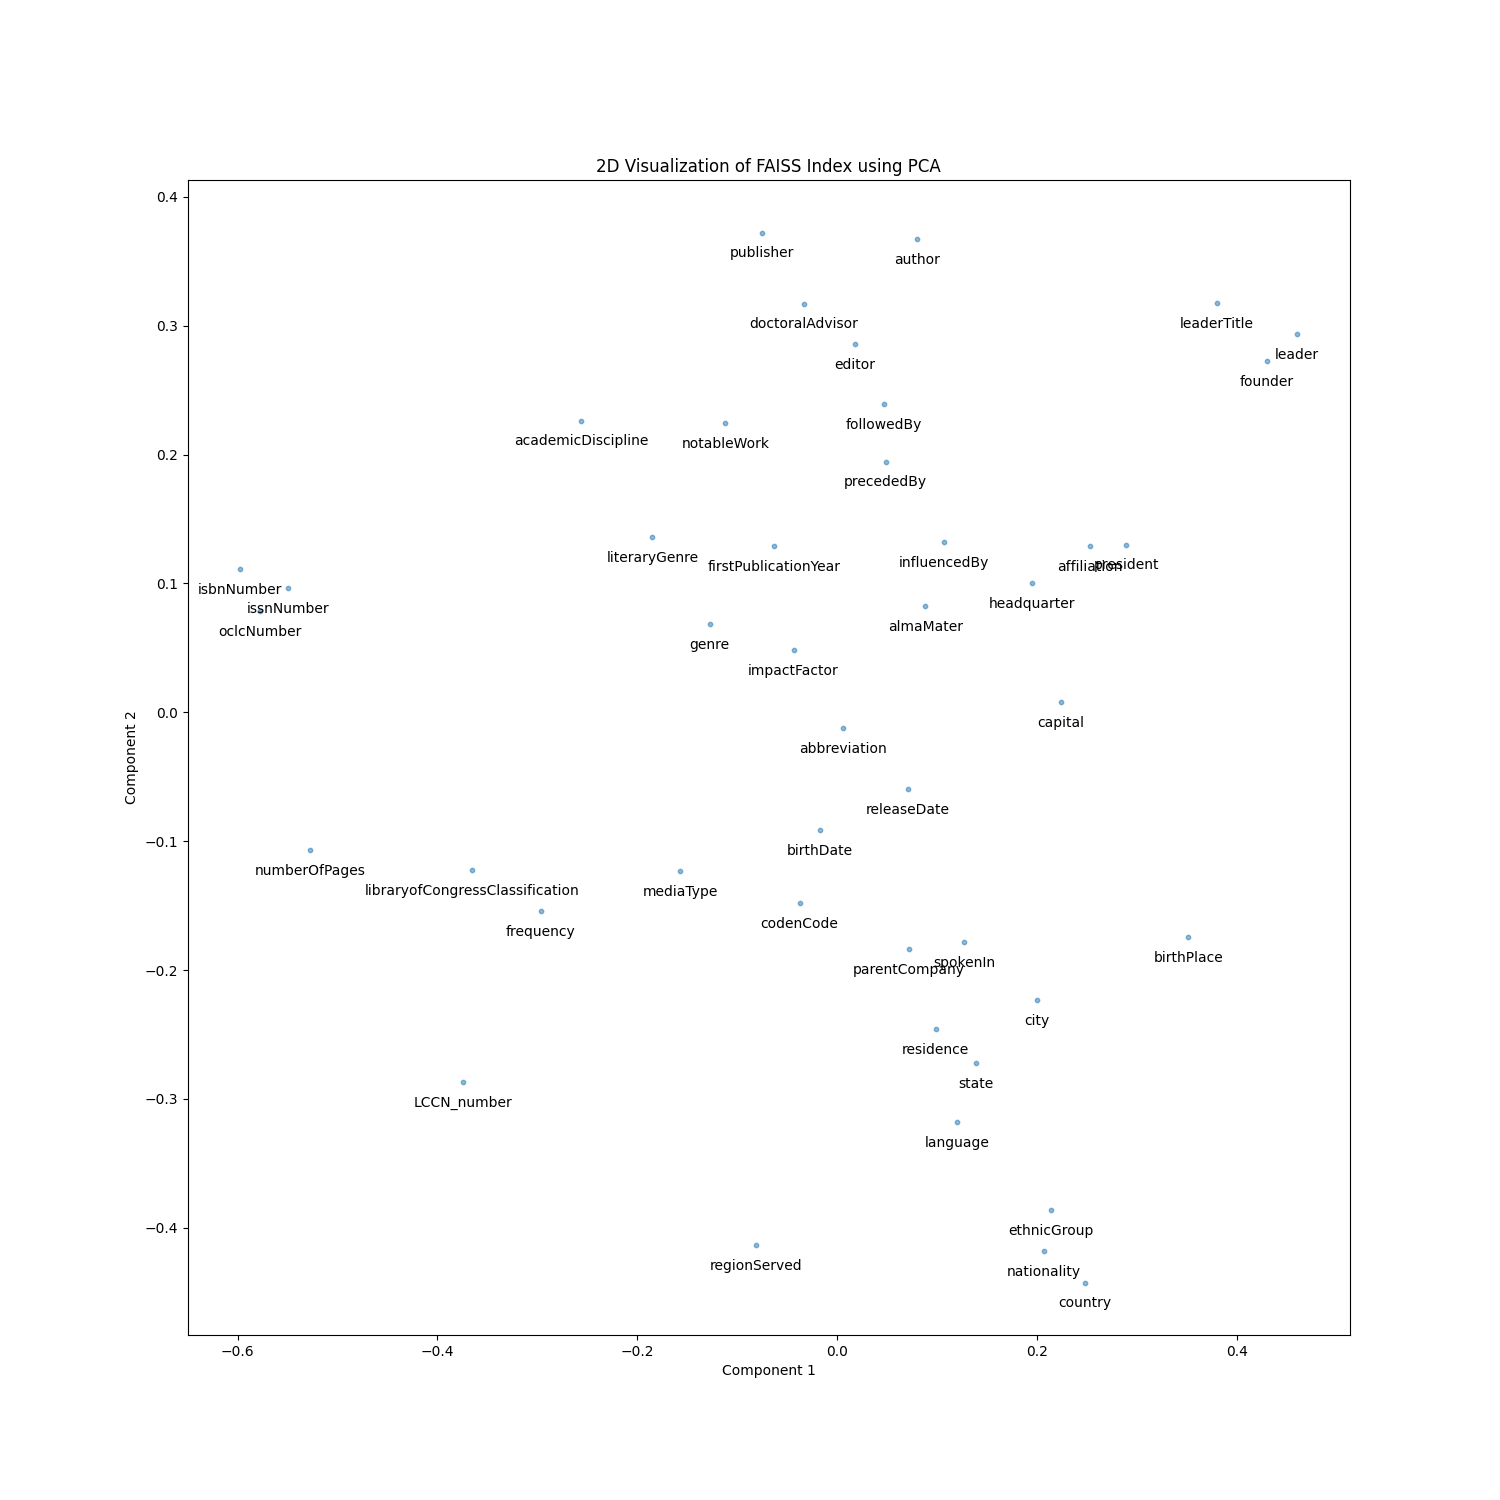 2D Visualization of FAISS Index using PCA
0.4
publisher
author
0.3
doctoralAdvisor
leaderTitle
editor
leader
founder
followedBy
academicDiscipline
notableWork
0.2
precededBy
literaryGenre
firstPublicationYear
influencedBy
affiliation
president
0.1
isbnNumber
issnNumber
headquarter
oclcNumber
almaMater
genre
impactFactor
0.0
capital
abbreviation
Component 2
releaseDate
−0.1
birthDate
numberOfPages
libraryofCongressClassification
mediaType
codenCode
frequency
birthPlace
spokenIn
parentCompany
−0.2
city
residence
state
−0.3
LCCN_number
language
−0.4
ethnicGroup
regionServed
nationality
country
−0.6
−0.4
−0.2
0.0
0.2
0.4
Component 1